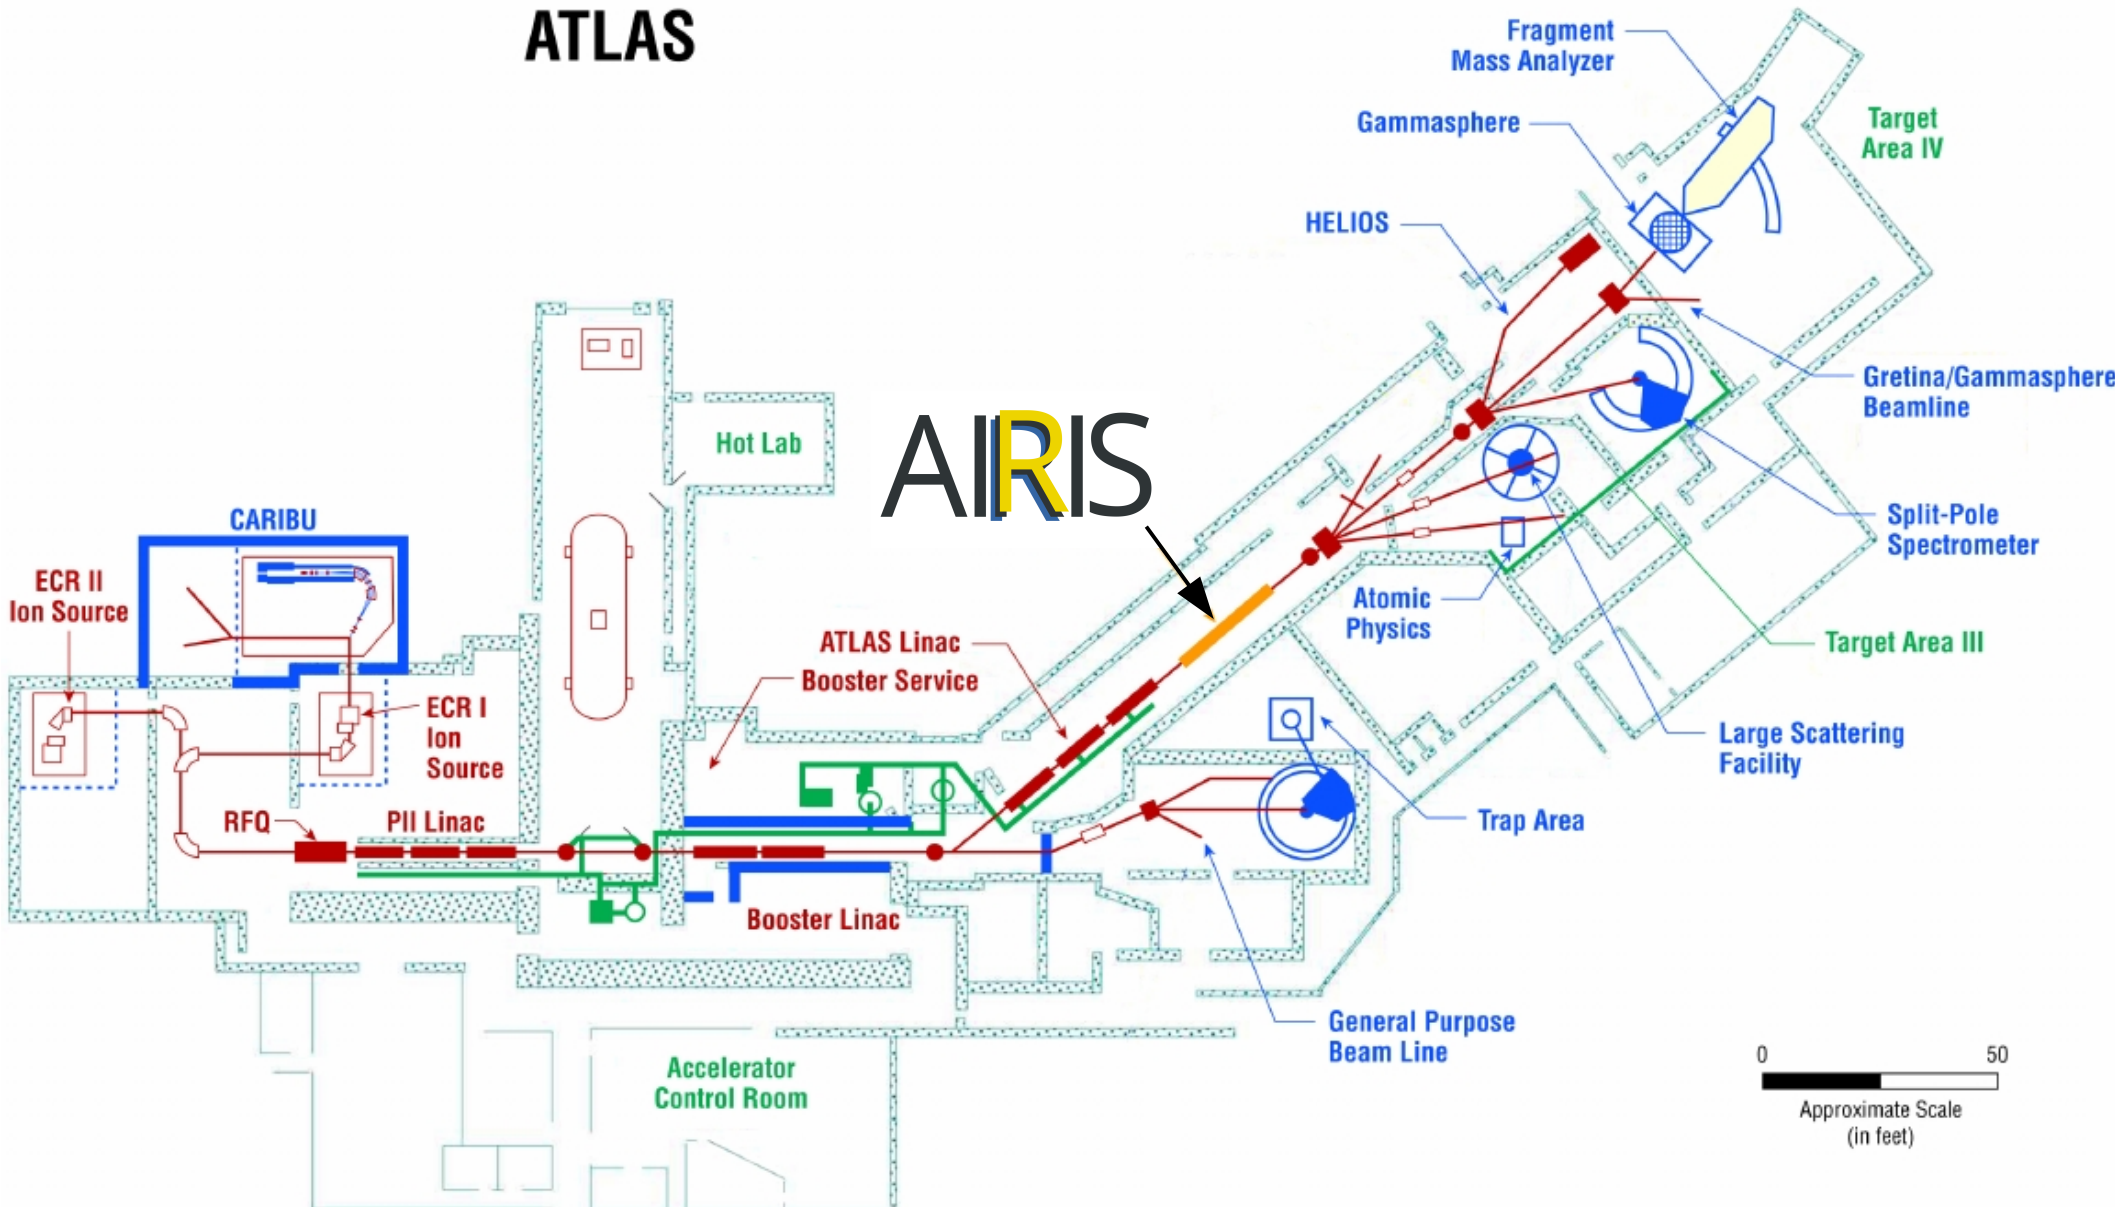 ATLAS
Fragment
Mass Analyzer
Gammasphere
Target
Area IV
HELIOS
Gretina/Gammasphere
Beamline
Hot Lab
AIRIS
CARIBU
Split-Pole
Spectrometer
ECR II
Ion Source
Atomic
Physics
ATLAS Linac
Booster Service
Target Area III
ECR I
Ion
Source
Large Scattering
Facility
RFQ
PII Linac
Trap Area
Booster Linac
General Purpose
Beam Line
Accelerator
Control Room
0 50
Approximate Scale
(in feet)